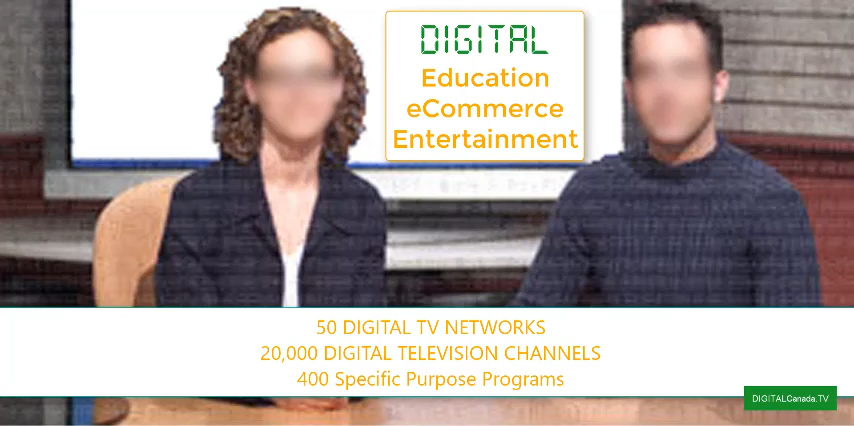 DIGITAL
Education
eCommerce
Entertainment
50 DIGITAL TV NETWORKS
20,000 DIGITAL TELEVISION CHANNELS
400 Specific Purpose Programs
DIGITALCanada.TV